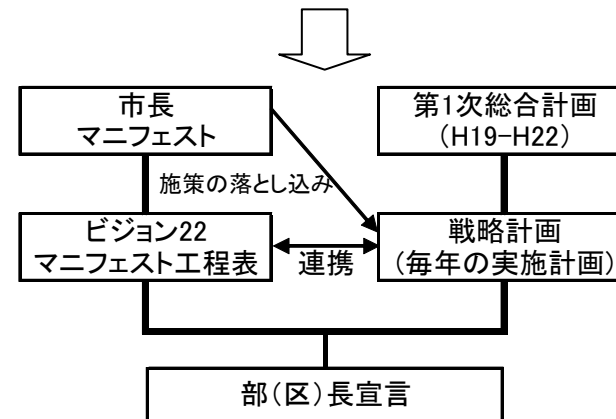 市長
マニフェスト
第1次総合計画
(H19-H22)
施策の落とし込み
ビジョン22
マニフェスト工程表
連携
戦略計画
(毎年の実施計画)
部(区)長宣言